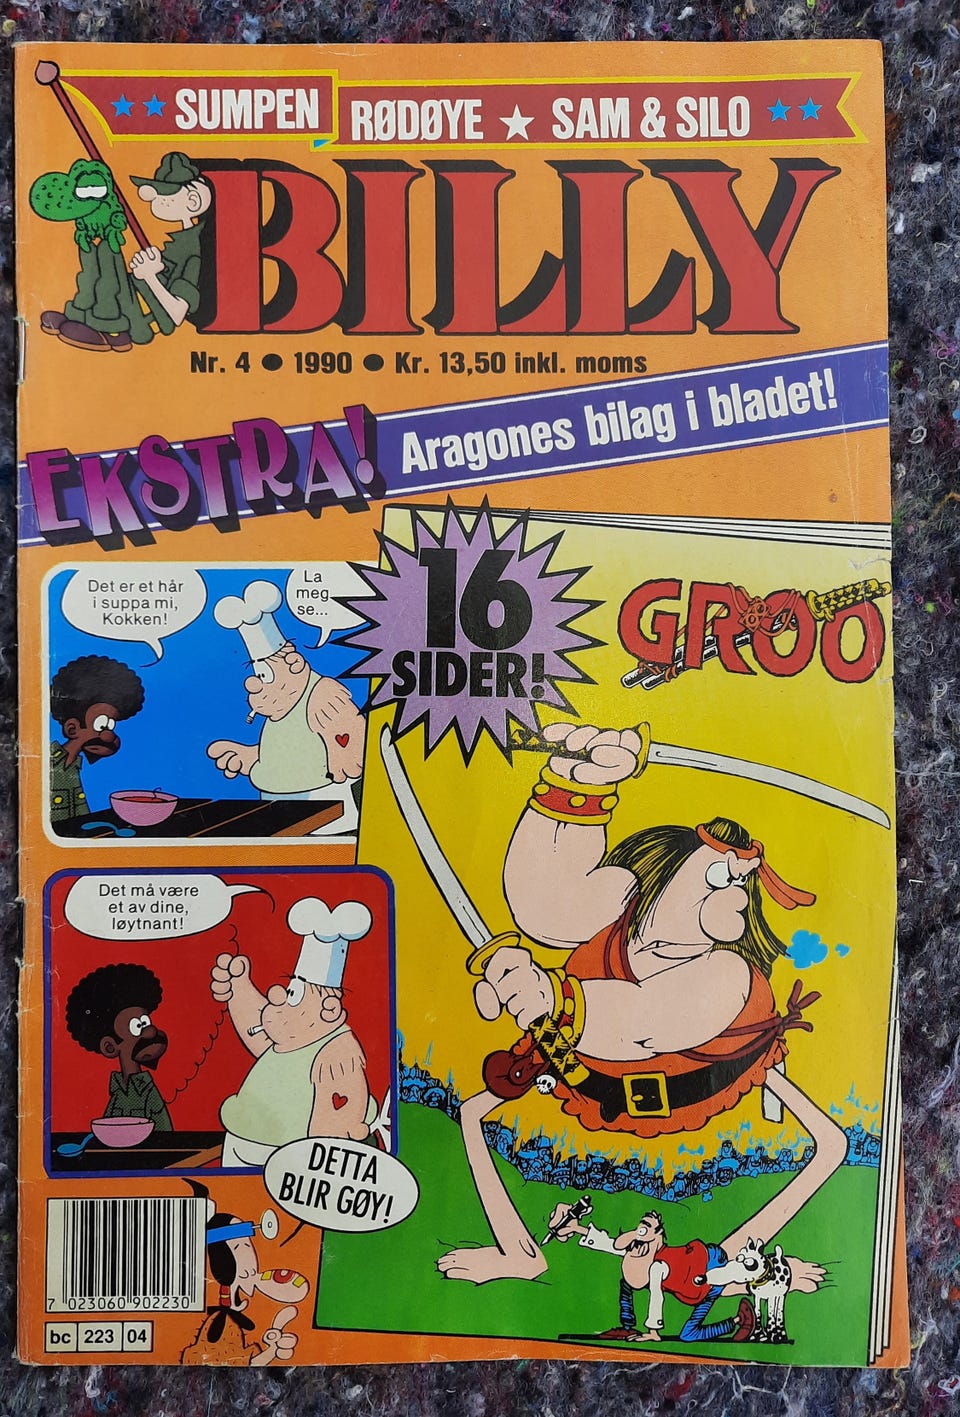 SUMPEN RØDØYE ★ SAM & SILO
BILLY
Nr. 4 ● 1990 ● Kr. 13,50 inkl. moms
EKSTRA! Aragones bilag i bladet!
16
SIDER!
GROO
Det er et hår
i suppa mi,
Kokken!
La
meg
se...
Det må være
et av dine,
løytnant!
DETTA
BLIR GØY!
7 023060 902230
bc 223 04